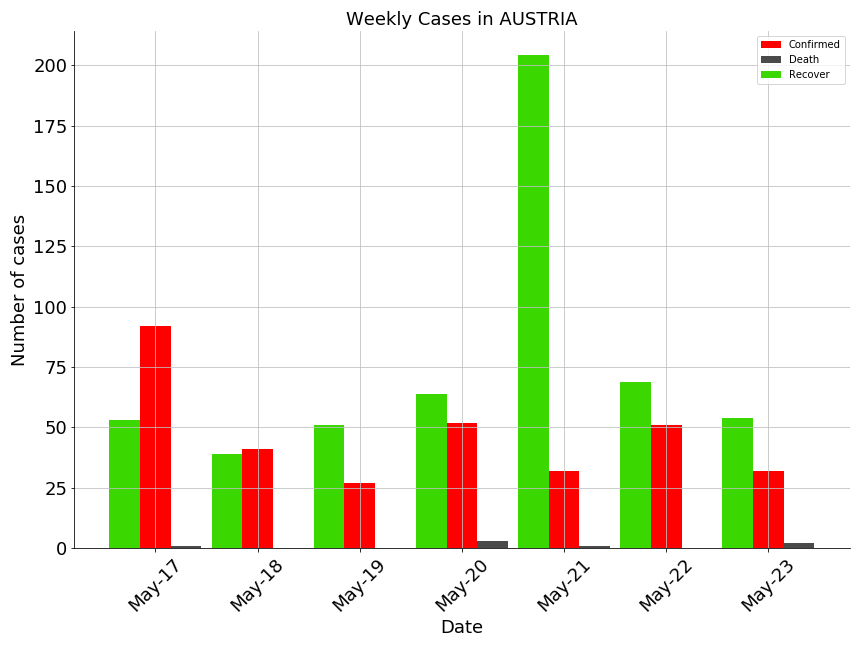 Weekly Cases in AUSTRIA
Confirmed
Death
Recover
Number of cases
200
175
150
125
100
75
50
25
0
May-17
May-18
May-19
May-20
May-21
May-22
May-23
Date